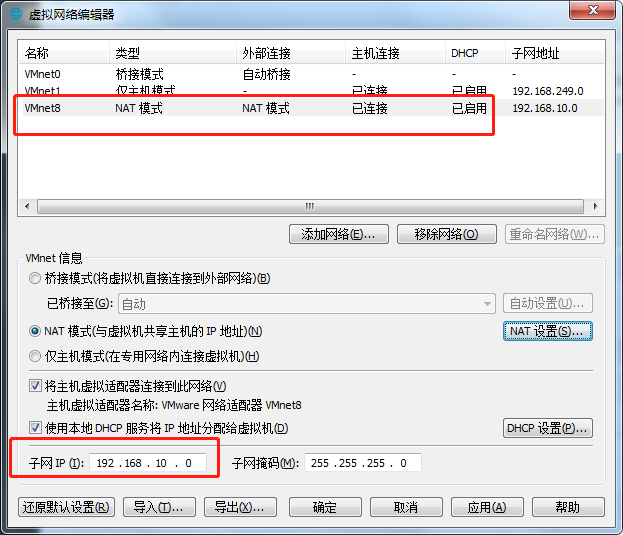 虚拟网络编辑器
名称 类型 外部连接 主机连接 DHCP 子网地址
VMnet0 桥接模式 自动桥接 - - -
VMnet1 仅主机模式 - 已连接 已启用 192.168.249.0
VMnet8 NAT 模式 NAT 模式 已连接 已启用 192.168.10.0
添加网络(E)... 移除网络(O) 重命名网络(W)...
VMnet 信息
桥接模式(将虚拟机直接连接到外部网络)(B)
已桥接至(G): 自动 自动设置(U)...
NAT 模式(与虚拟机共享主机的 IP 地址)(N) NAT 设置(S)...
仅主机模式(在专用网络内连接虚拟机)(H)
将主机虚拟适配器连接到此网络(V)
主机虚拟适配器名称: VMware 网络适配器 VMnet8
使用本地 DHCP 服务将 IP 地址分配给虚拟机(D) DHCP 设置(P)...
子网 IP (I): 192 . 168 . 10 . 0 子网掩码(M): 255 . 255 . 255 . 0
还原默认设置(R) 导入(T)... 导出(X)... 确定 取消 应用(A) 帮助